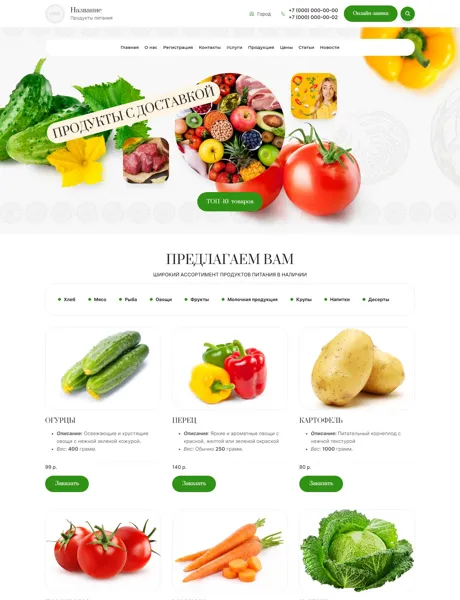 Название
Продукты питания
Город
+7 (000) 000-00-00
+7 (000) 000-00-02
Онлайн заявка
Главная О нас Регистрация Контакты Услуги Продукция Цены Статьи Новости
ПРОДУКТЫ С ДОСТАВКОЙ
ТОП-10 товаров
ПРЕДЛАГАЕМ ВАМ
ШИРОКИЙ АССОРТИМЕНТ ПРОДУКТОВ ПИТАНИЯ В НАЛИЧИИ
Хлеб Мясо Рыба Овощи Фрукты Молочная продукция Крупы Напитки Десерты
ОГУРЦЫ
Описание: Освежающие и хрустящие
овощи с нежной зеленой кожурой.
Вес: 400 грамм.
99 р.
Заказать
ПЕРЕЦ
Описание: Яркие и ароматные овощи с
красной, желтой или зеленой окраской
Вес: Обычно 250 грамм.
140 р.
Заказать
КАРТОФЕЛЬ
Описание: Питательный корнеплод с
нежной текстурой
Вес: 1000 грамм.
80 р.
Заказать